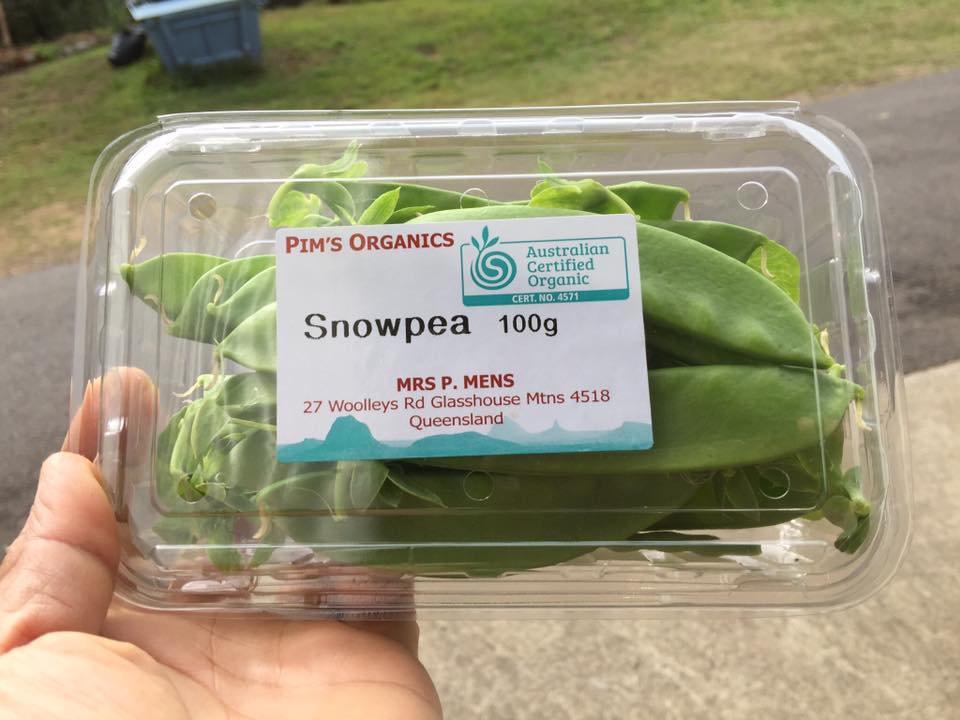 PIM'S ORGANICS
Australian
Certified
Organic
CERT. NO. 4571
Snowpea 100g
MRS P. MENS
27 Woolleys Rd Glasshouse Mtns 4518
Queensland